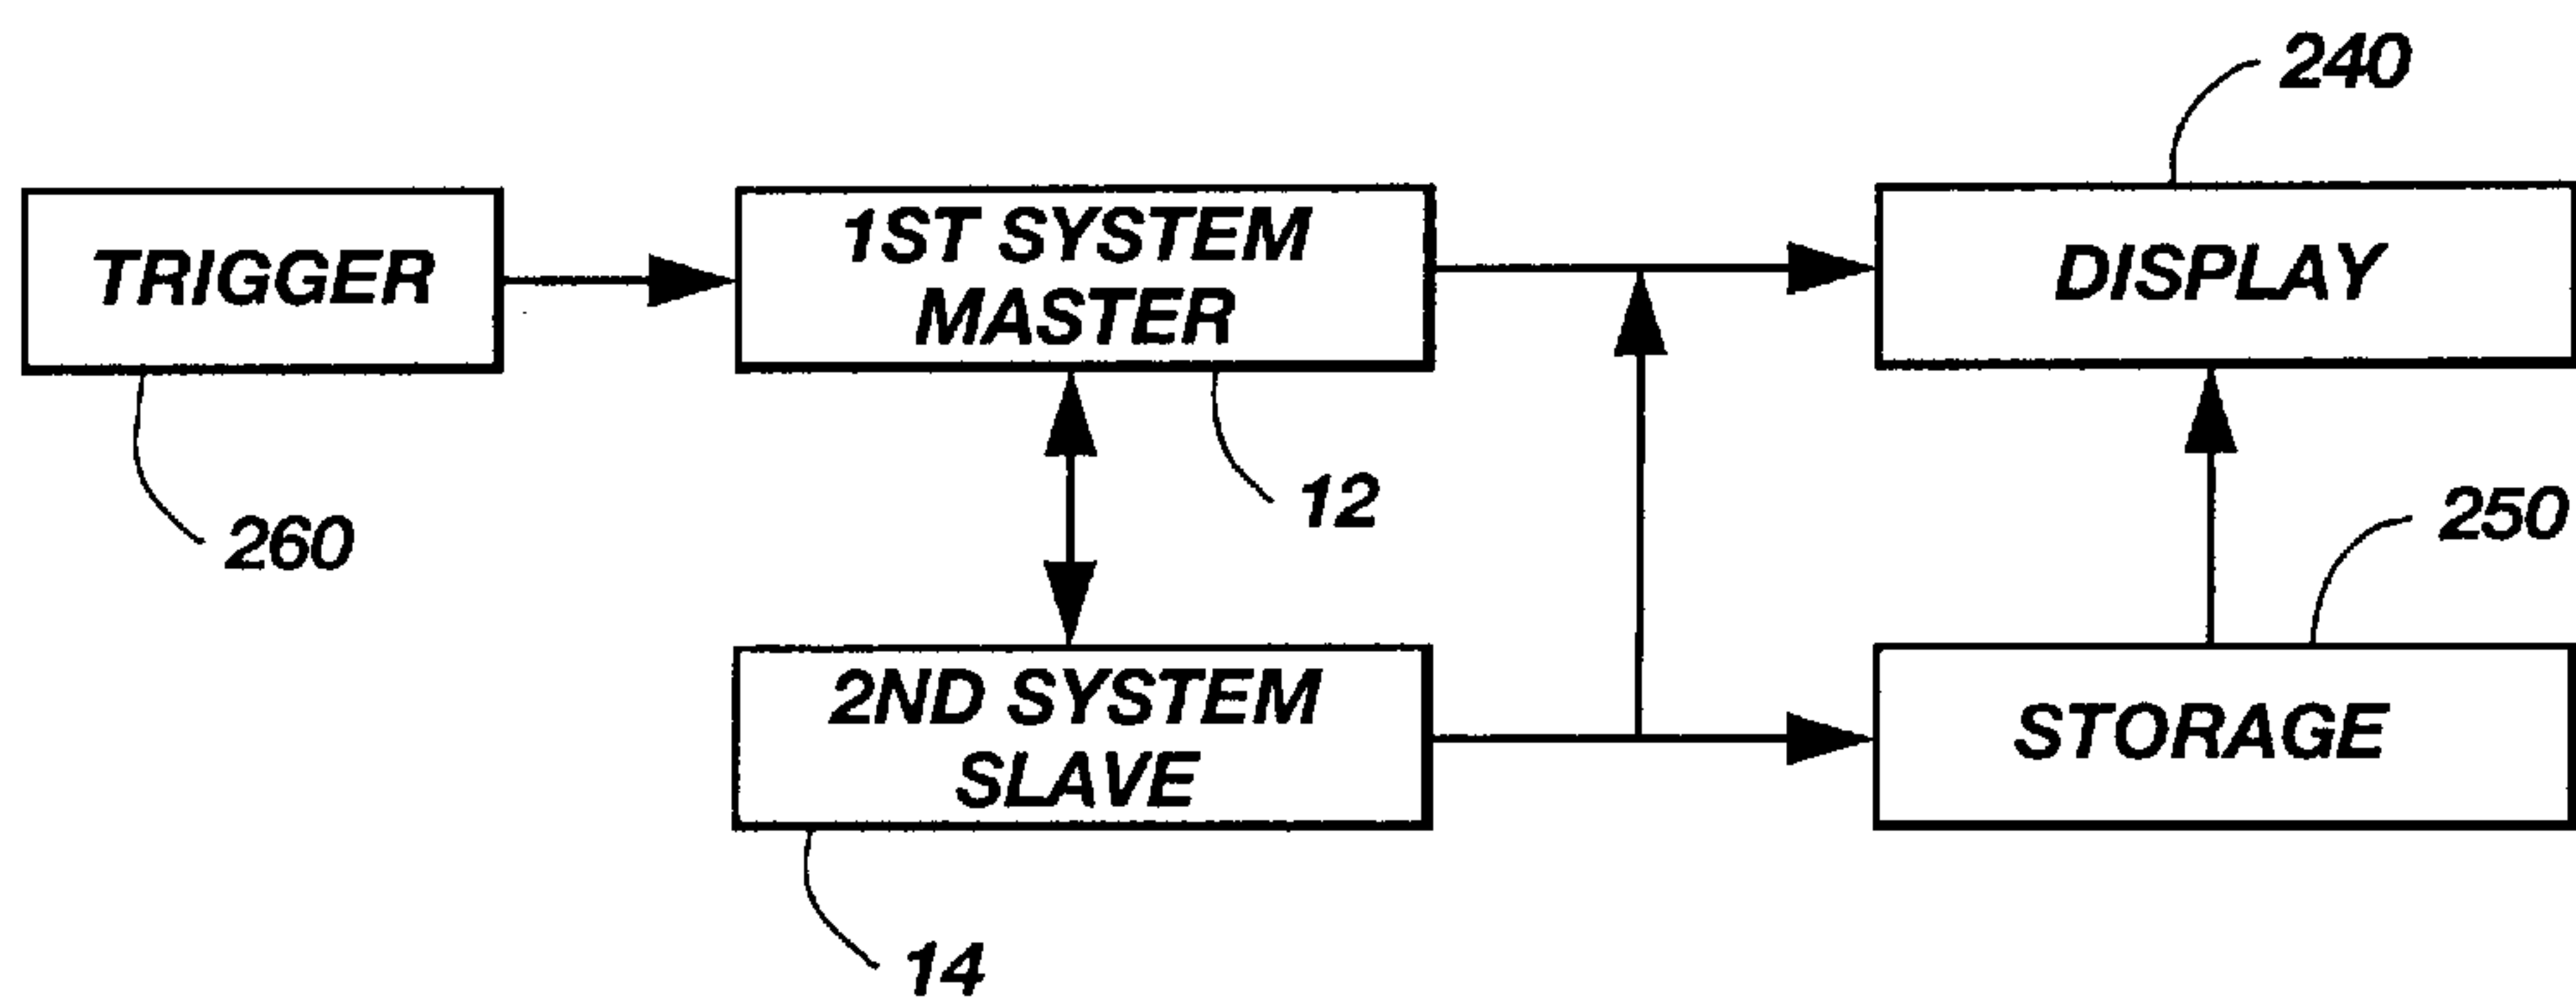 240
TRIGGER
1ST SYSTEM
MASTER
DISPLAY
260
12
250
2ND SYSTEM
SLAVE
STORAGE
14